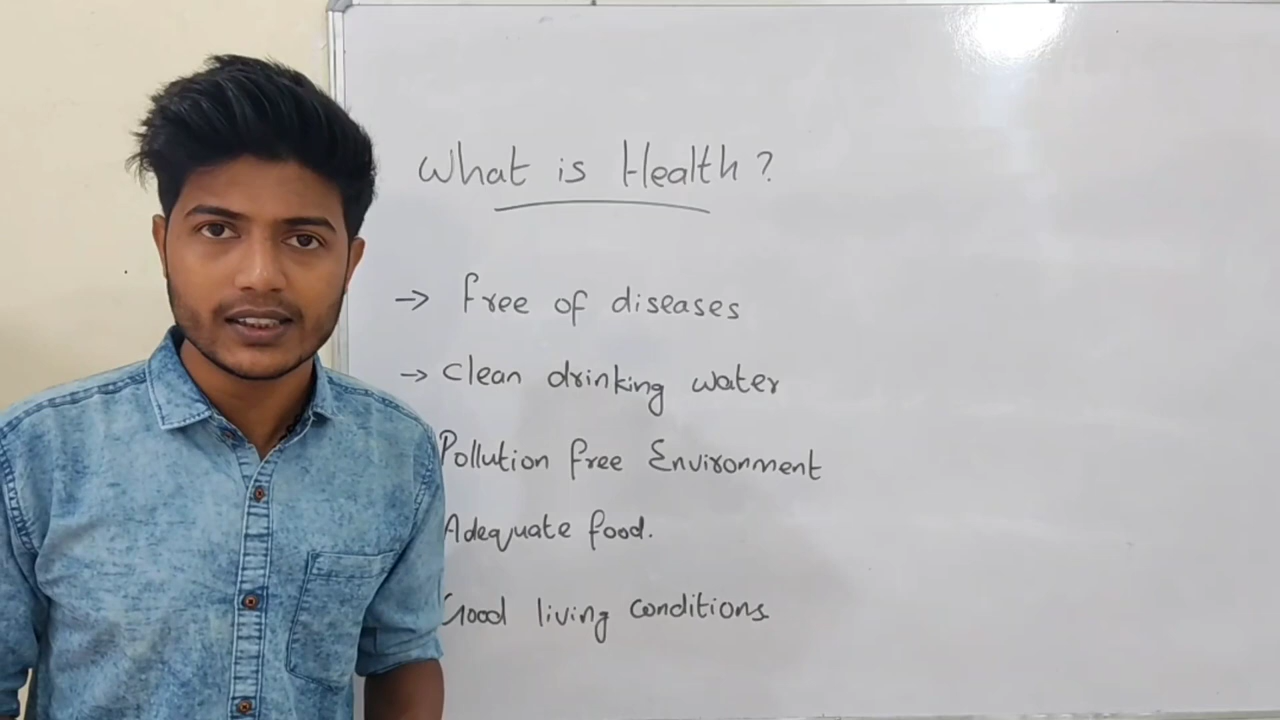 What is Health?
→ free of diseases
→ Clean drinking water
Pollution free Environment
Adequate food.
Good living conditions